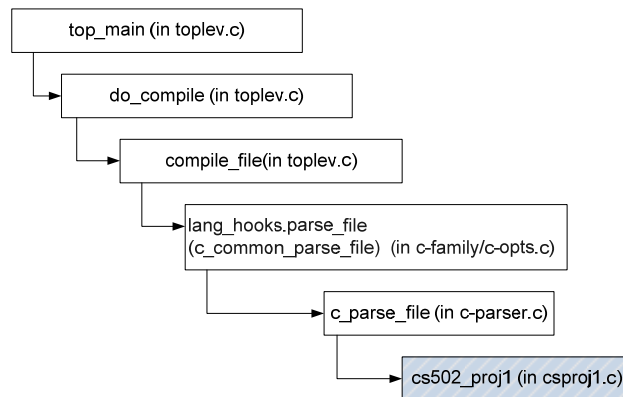 top_main (in toplev.c)
do_compile (in toplev.c)
compile_file(in toplev.c)
lang_hooks.parse_file
(c_common_parse_file) (in c-family/c-opts.c)
c_parse_file (in c-parser.c)
cs502_proj1 (in csproj1.c)